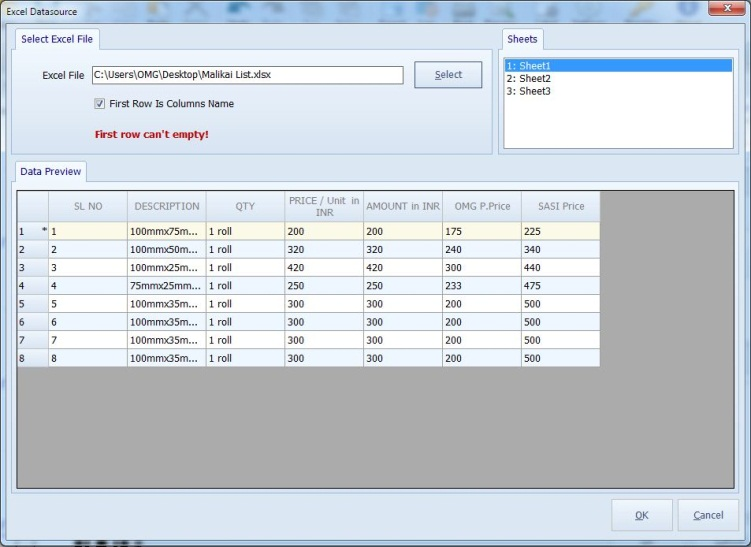 Excel Datasource
Select Excel File
Excel File C:\Users\OMG\Desktop\Malikai List.xlsx Select
First Row Is Columns Name
First row can't empty!
Sheets
1: Sheet1
2: Sheet2
3: Sheet3
Data Preview
SL NO DESCRIPTION QTY PRICE / Unit in INR AMOUNT in INR OMG P.Price SASI Price
1 * 1 100mmx75m... 1 roll 200 200 175 225
2 2 100mmx50m... 1 roll 320 320 240 340
3 3 100mmx25m... 1 roll 420 420 300 440
4 4 75mmx25mm... 1 roll 250 250 233 475
5 5 100mmx35m... 1 roll 300 300 200 500
6 6 100mmx35m... 1 roll 300 300 200 500
7 7 100mmx35m... 1 roll 300 300 200 500
8 8 100mmx35m... 1 roll 300 300 200 500
OK Cancel